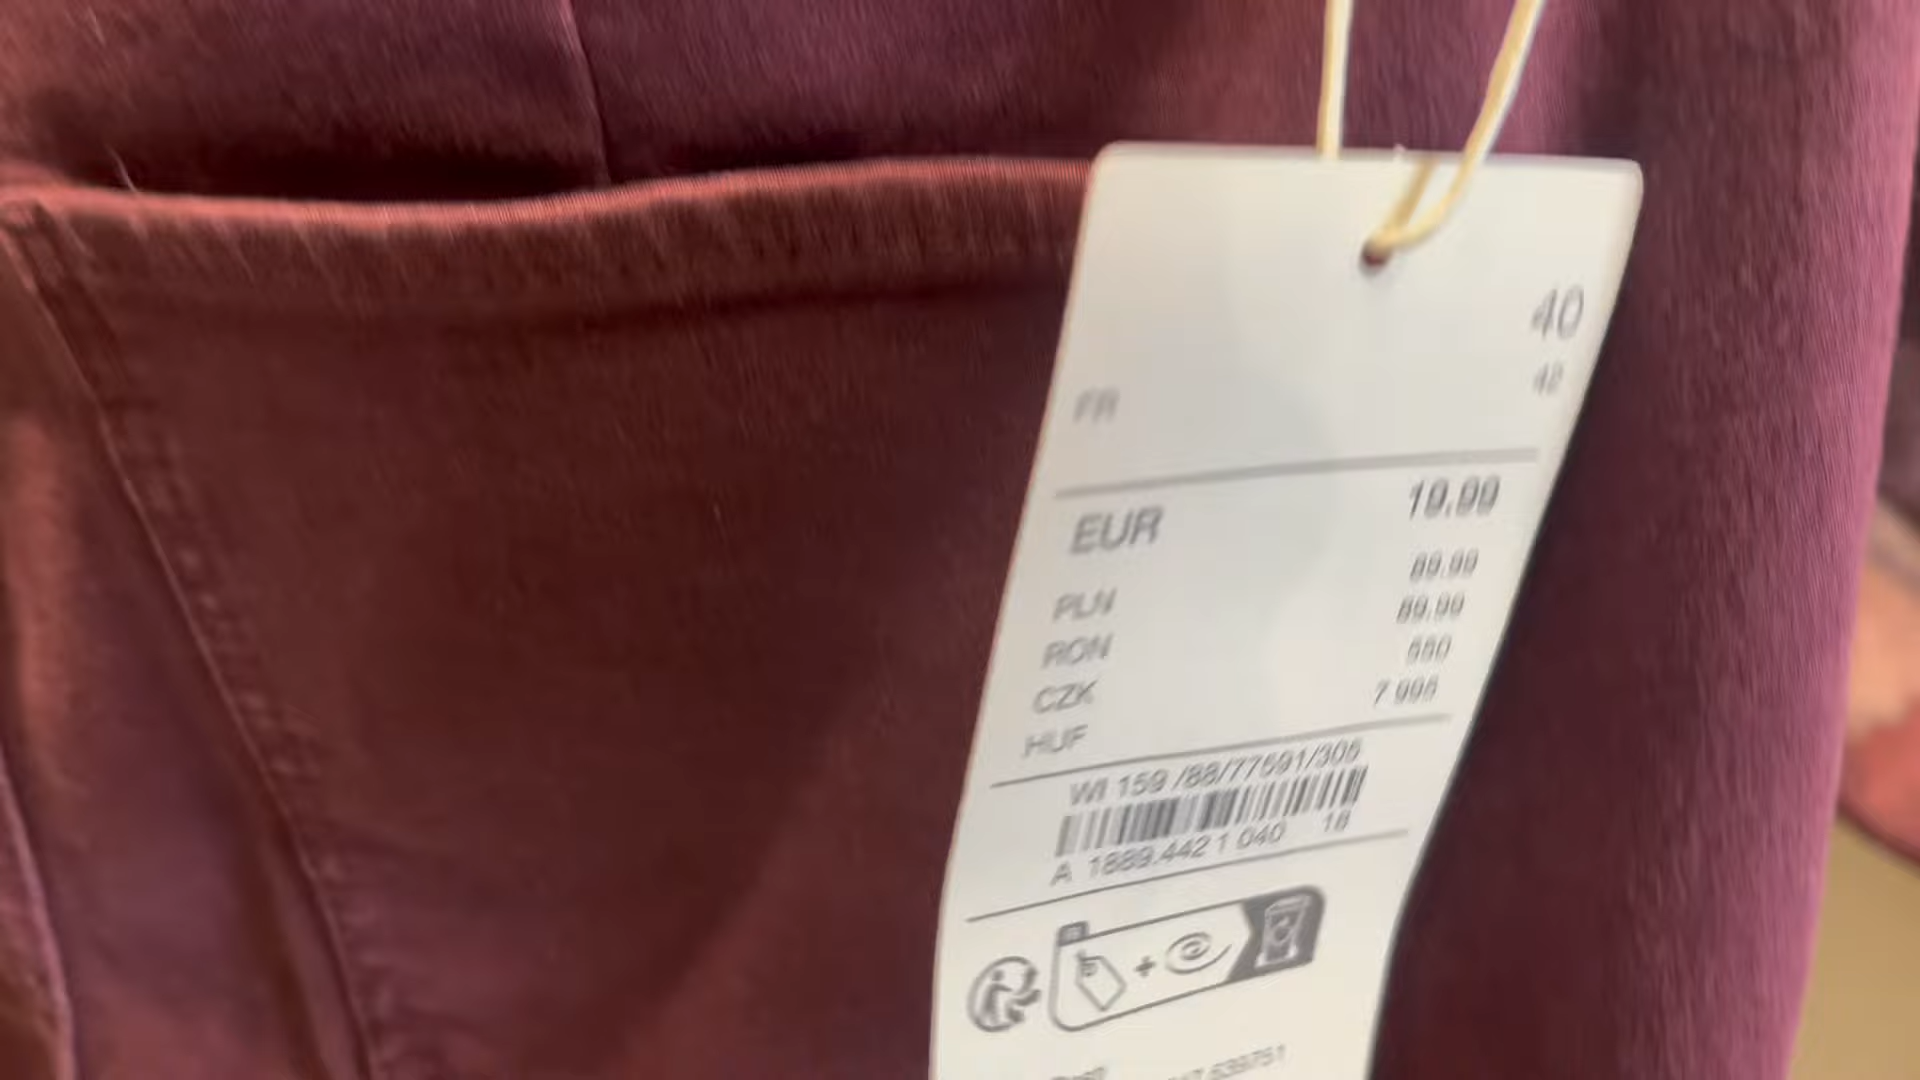 40
FR 42
EUR 19.99
PLN 89.99
RON 89.99
CZK 550
HUF 7 995
WI 159 /88/77591/305
A 1889.442 1 040 18